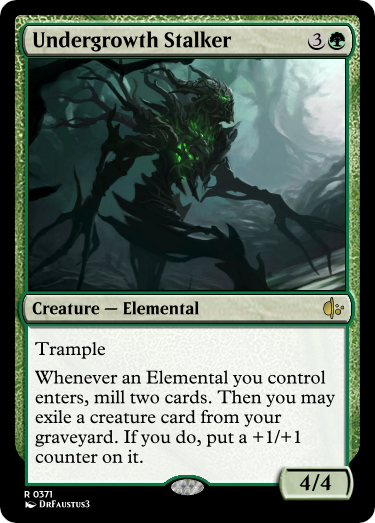 Undergrowth Stalker 3
Creature — Elemental
Trample
Whenever an Elemental you control
enters, mill two cards. Then you may
exile a creature card from your
graveyard. If you do, put a +1/+1
counter on it.
4/4
R 0371
DrFaustus3